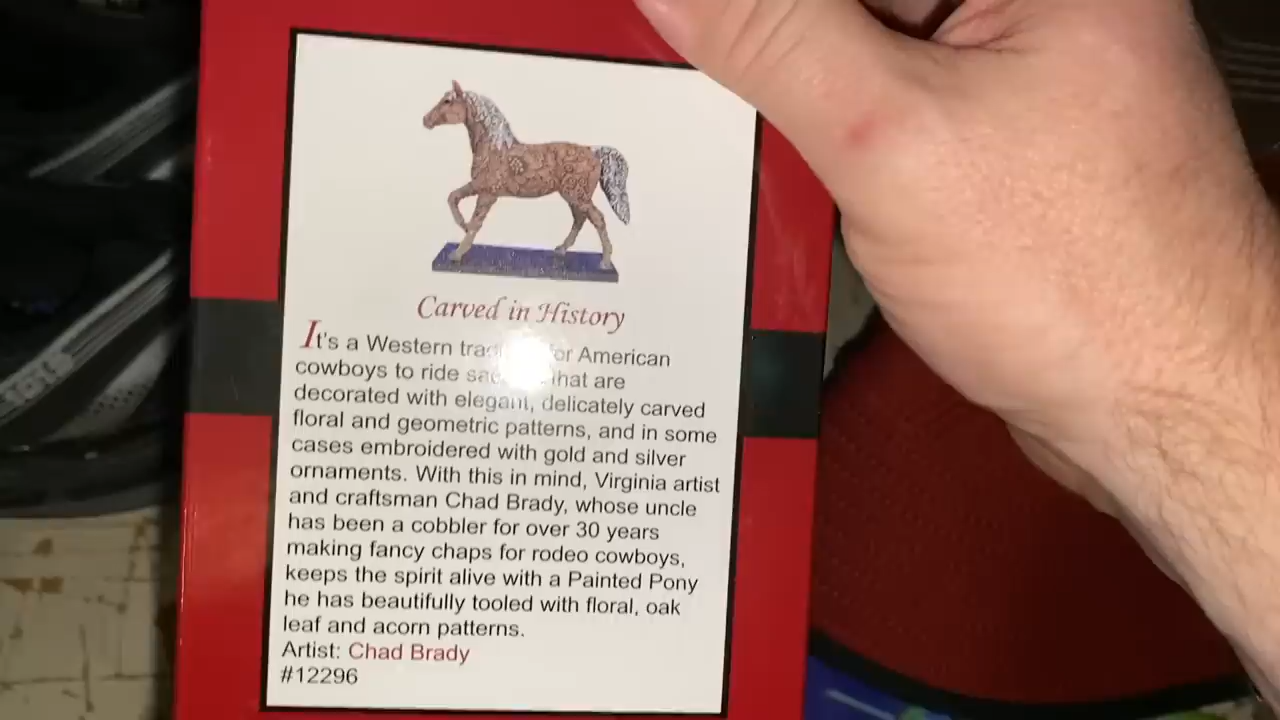 Carved in History
It's a Western for American
cowboys to ride that are
decorated with elegant, delicately carved
floral and geometric patterns, and in some
cases embroidered with gold and silver
ornaments. With this in mind, Virginia artist
and craftsman Chad Brady, whose uncle
has been a cobbler for over 30 years
making fancy chaps for rodeo cowboys,
keeps the spirit alive with a Painted Pony
he has beautifully tooled with floral, oak
leaf and acorn patterns.
Artist: Chad Brady
#12296